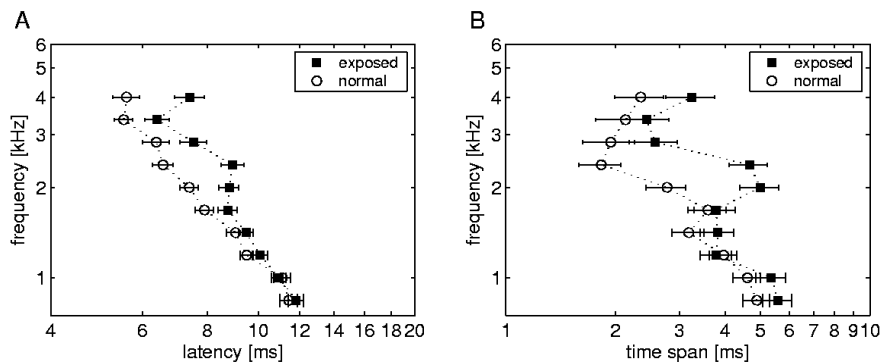 A
6
5
4
3
2
1
frequency [kHz]
exposed
normal
4 6 8 10 12 14 16 18 20
latency [ms]
B
6
5
4
3
2
1
frequency [kHz]
exposed
normal
1 2 3 4 5 6 7 8 9 10
time span [ms]